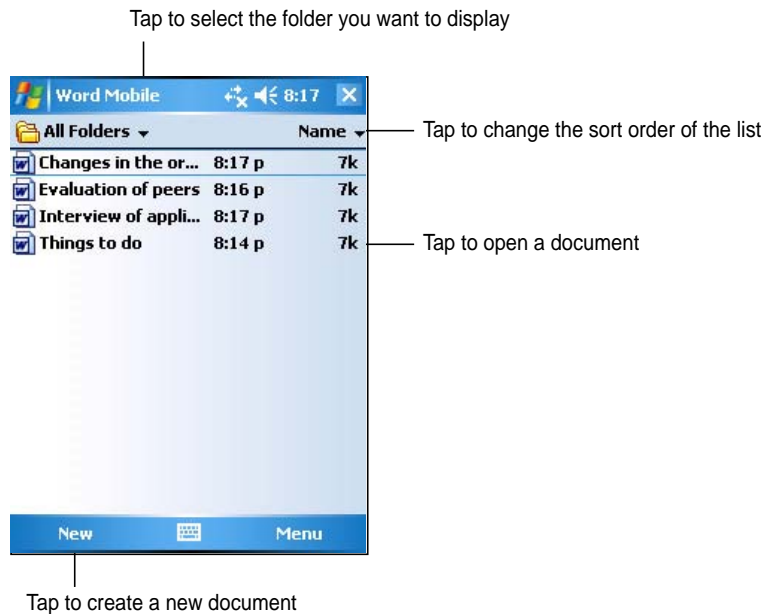 Tap to select the folder you want to display
Word Mobile 8:17
All Folders Name
Tap to change the sort order of the list
Changes in the or... 8:17 p 7k
Evaluation of peers 8:16 p 7k
Interview of appli... 8:17 p 7k
Things to do 8:14 p 7k
Tap to open a document
New Menu
Tap to create a new document